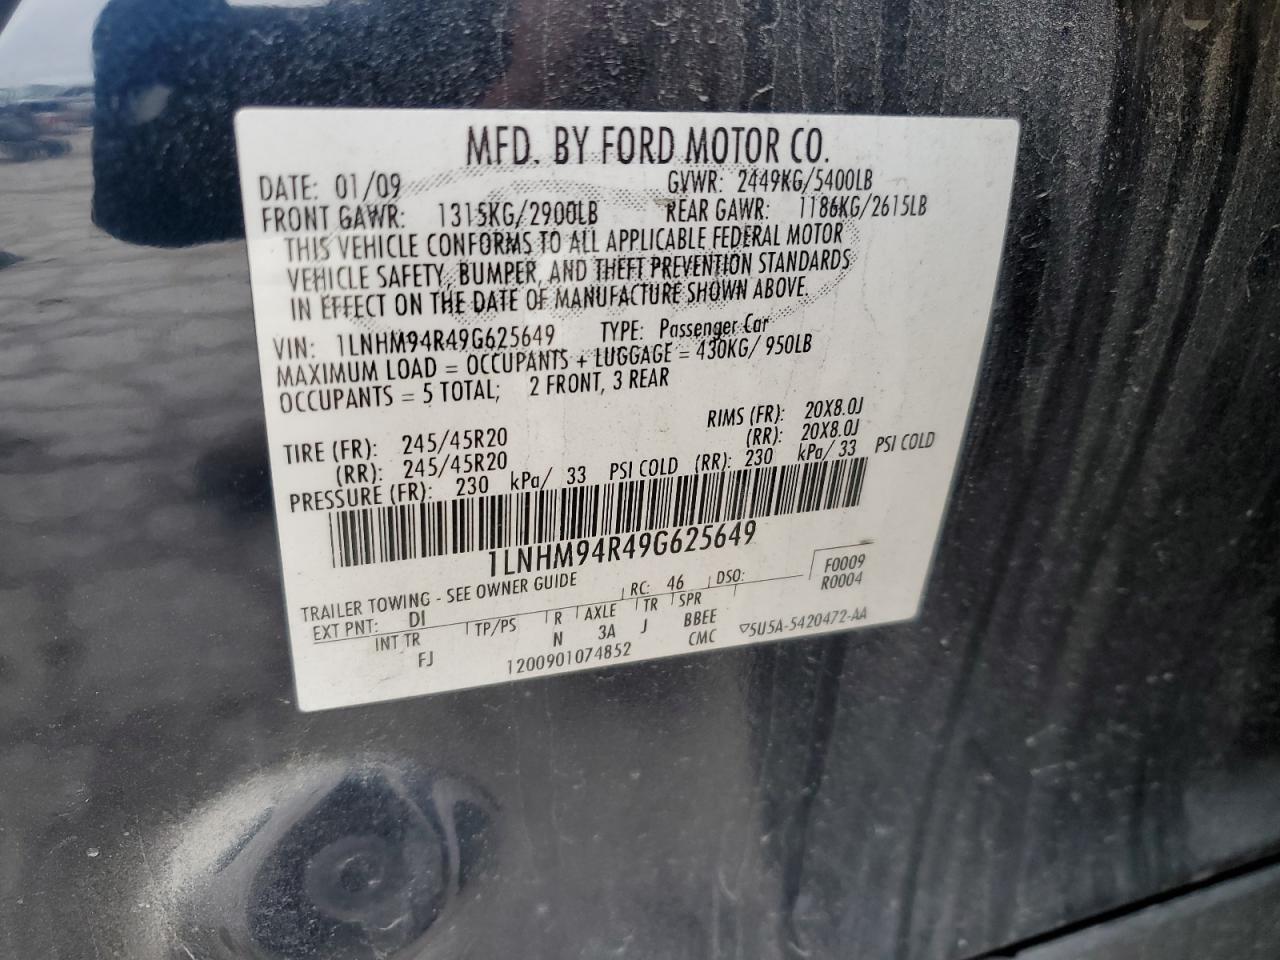 MFD. BY FORD MOTOR CO.
DATE: 01/09 GVWR: 2449KG/5400LB
FRONT GAWR: 1315KG/2900LB REAR GAWR: 1186KG/2615LB
THIS VEHICLE CONFORMS TO ALL APPLICABLE FEDERAL MOTOR
VEHICLE SAFETY, BUMPER, AND THEFT PREVENTION STANDARDS
IN EFFECT ON THE DATE OF MANUFACTURE SHOWN ABOVE.
VIN: 1LNHM94R49G625649 TYPE: Passenger Car
MAXIMUM LOAD = OCCUPANTS + LUGGAGE = 430KG/ 950LB
OCCUPANTS = 5 TOTAL; 2 FRONT, 3 REAR
TIRE (FR): 245/45R20 RIMS (FR): 20X8.0J
(RR): 245/45R20 (RR): 20X8.0J
PRESSURE (FR): 230 kPa/ 33 PSI COLD (RR): 230 kPa/ 33 PSI COLD
1LNHM94R49G625649
TRAILER TOWING - SEE OWNER GUIDE RC: 46 DSO: F0009
EXT PNT: DI R0004
INT TR TP/PS R AXLE TR SPR
FJ N 3A J BBEE
1200901074852 CMC ▽5U5A-5420472-AA